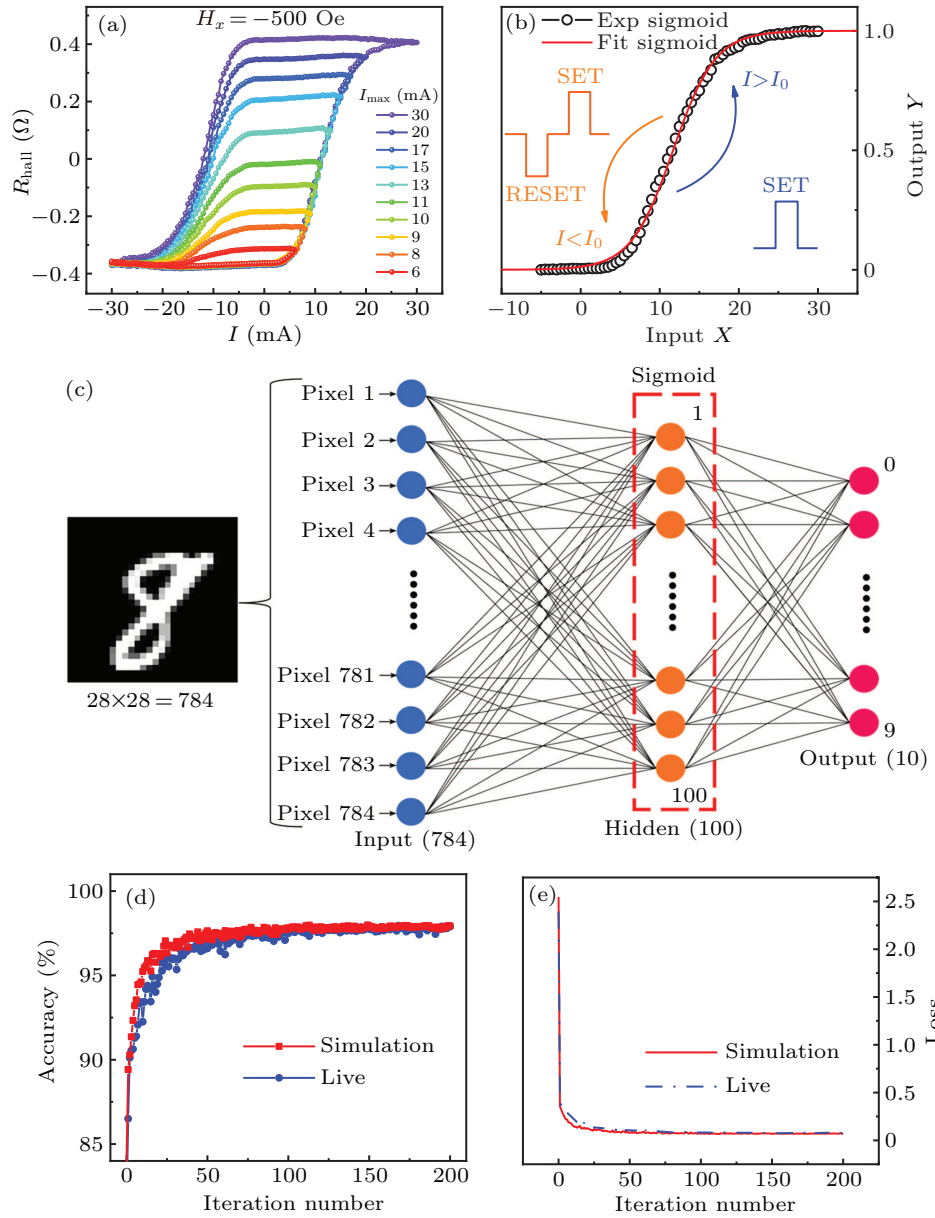 (a)
Hx = −500 Oe
0.4
0.2
0
−0.2
−0.4
Rhall (Ω)
Imax (mA)
30
20
17
15
13
11
10
9
8
6
−30 −20 −10 0 10 20 30
I (mA)
(b)
Exp sigmoid
Fit sigmoid
SET
RESET
I>I0
I<I0
SET
1.0
0.5
0
Output Y
−10 0 10 20 30
Input X
(c)
Sigmoid
Pixel 1
Pixel 2
Pixel 3
Pixel 4
Pixel 781
Pixel 782
Pixel 783
Pixel 784
28×28 = 784
1
100
0
9
Input (784)
Hidden (100)
Output (10)
(d)
100
95
90
85
Accuracy (%)
Simulation
Live
0 50 100 150 200
Iteration number
(e)
2.5
2.0
1.5
1.0
0.5
0
Loss
Simulation
Live
0 50 100 150 200
Iteration number